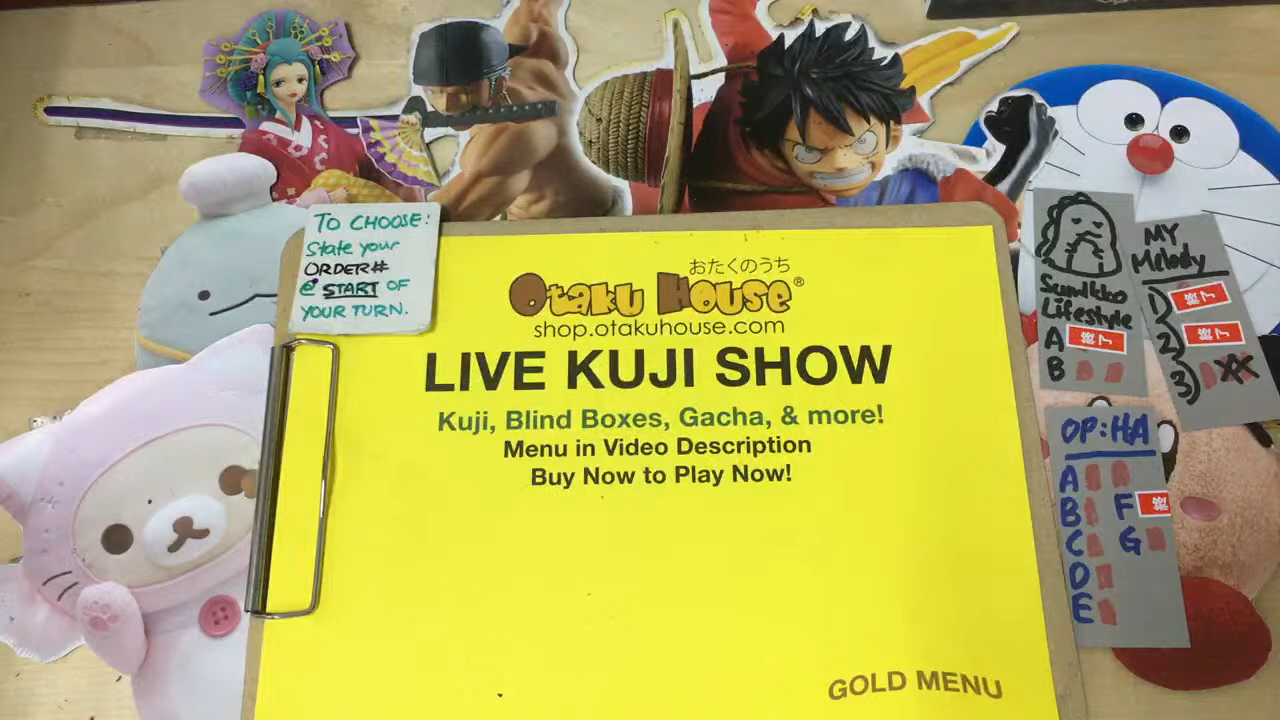 TO CHOOSE:
State your
ORDER#
@ START OF
YOUR TURN.
おたくのうち
Otaku House®
shop.otakuhouse.com
LIVE KUJI SHOW
Kuji, Blind Boxes, Gacha, & more!
Menu in Video Description
Buy Now to Play Now!
GOLD MENU
Sumikko
Lifestyle
A
B
MY
Melody
1)
2)
3) XX
OP:HA
A
B F
C G
D
E